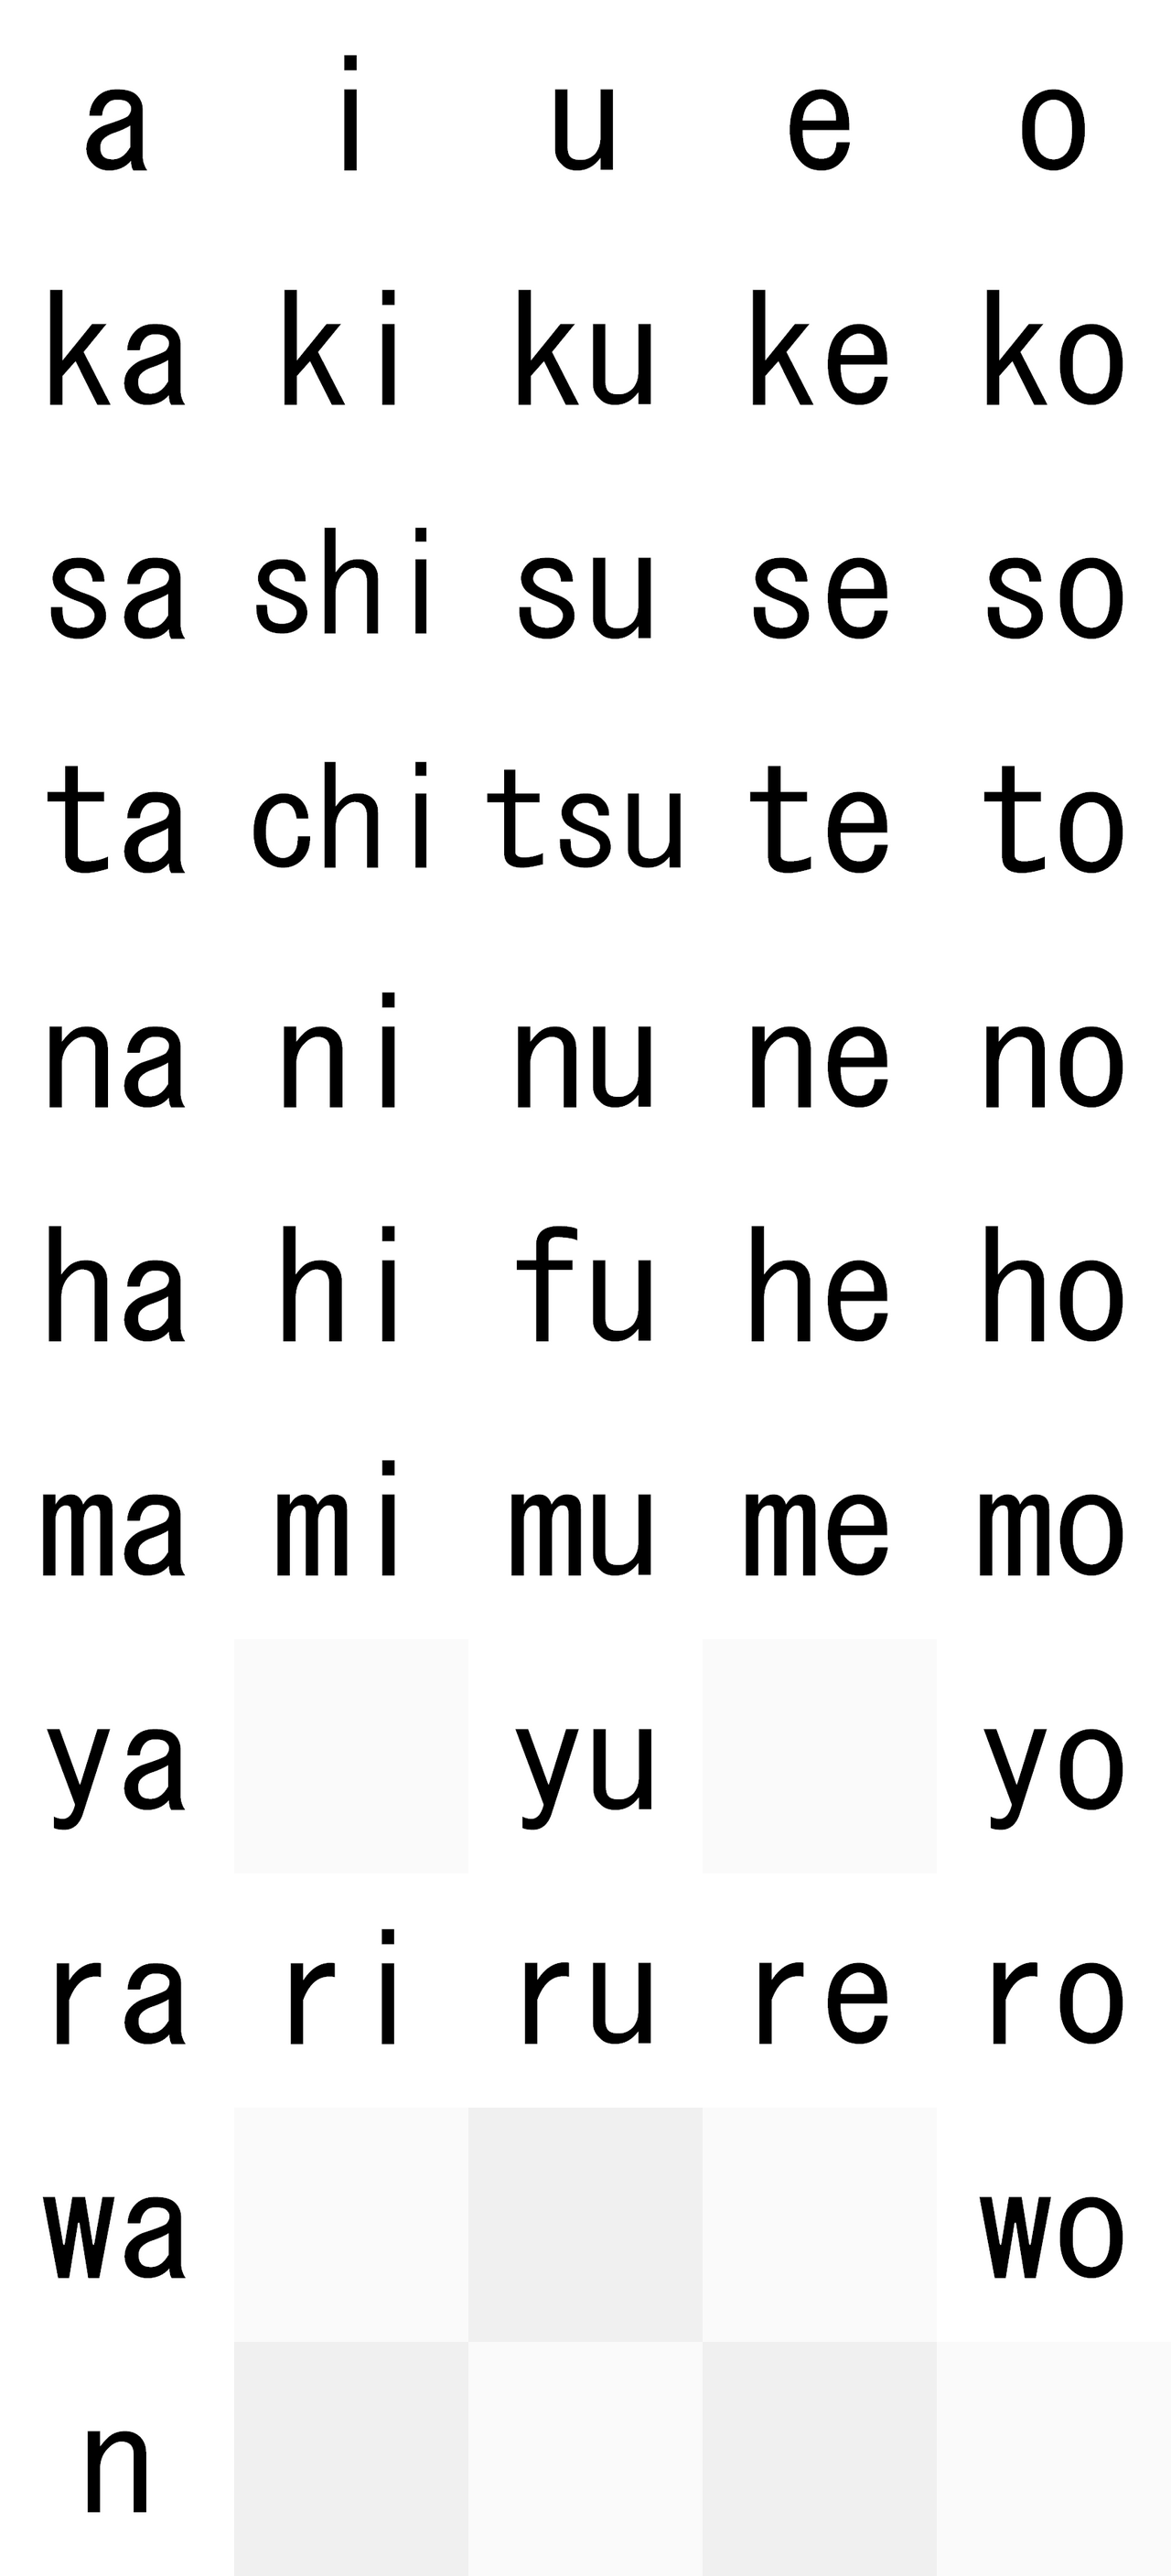 a i u e o
ka ki ku ke ko
sa shi su se so
ta chi tsu te to
na ni nu ne no
ha hi fu he ho
ma mi mu me mo
ya yu yo
ra ri ru re ro
wa wo
n